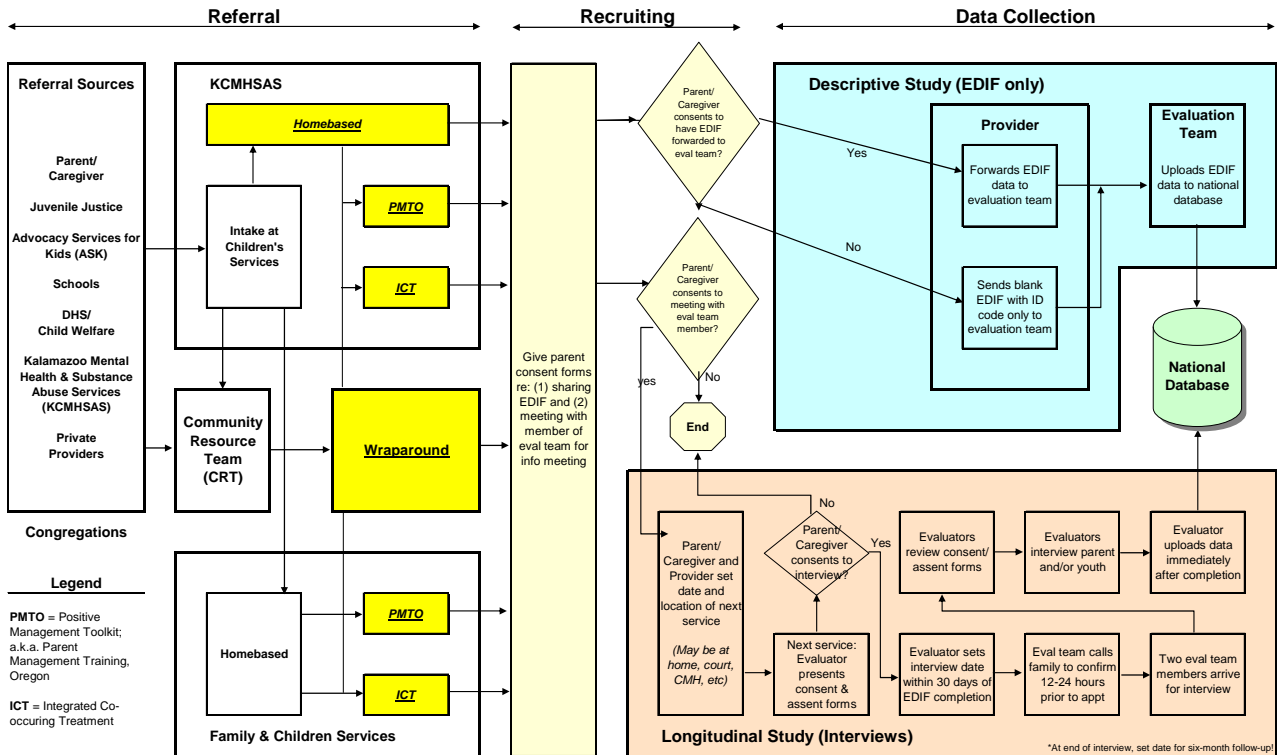 Referral
Recruiting
Data Collection
Referral Sources
Parent/
Caregiver
Juvenile Justice
Advocacy Services for
Kids (ASK)
Schools
DHS/
Child Welfare
Kalamazoo Mental
Health & Substance
Abuse Services
(KCMHSAS)
Private
Providers
Congregations
Legend
PMTO = Positive
Management Toolkit;
a.k.a. Parent
Management Training,
Oregon
ICT = Integrated Co-
occuring Treatment
KCMHSAS
Homebased
Intake at
Children's
Services
PMTO
ICT
Community
Resource
Team
(CRT)
Wraparound
Homebased
PMTO
ICT
Family & Children Services
Give parent
consent forms
re: (1) sharing
EDIF and (2)
meeting with
member of
eval team for
info meeting
Parent/
Caregiver
consents to
have EDIF
forwarded to
eval team?
Yes
No
Parent/
Caregiver
consents to
meeting with
eval team
member?
yes
No
End
Descriptive Study (EDIF only)
Provider
Forwards EDIF
data to
evaluation team
Sends blank
EDIF with ID
code only to
evaluation team
Evaluation
Team
Uploads EDIF
data to national
database
National
Database
Parent/
Caregiver and
Provider set
date and
location of next
service
(May be at
home, court,
CMH, etc)
Next service:
Evaluator
presents
consent &
assent forms
No
Parent/
Caregiver
consents to
interview?
Yes
Evaluator sets
interview date
within 30 days of
EDIF completion
Eval team calls
family to confirm
12-24 hours
prior to appt
Two eval team
members arrive
for interview
Evaluators
review consent/
assent forms
Evaluators
interview parent
and/or youth
Evaluator
uploads data
immediately
after completion
Longitudinal Study (Interviews)
*At end of interview, set date for six-month follow-up!